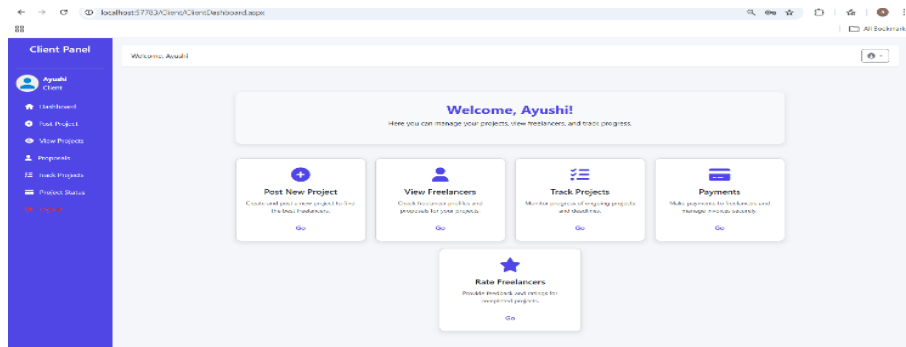 localhost:57783/Client/ClientDashboard.aspx
All Bookmark
Client Panel
Welcome, Ayushi
Ayushi
Client
Dashboard
Post Project
View Projects
Proposals
Track Projects
Project Status
Logout
Welcome, Ayushi!
Here you can manage your projects, view freelancers, and track progress.
Post New Project
Create and post a new project to find
the best freelancers.
Go
View Freelancers
Check freelancer profiles and
proposals for your projects.
Go
Track Projects
Monitor progress of ongoing projects
and deadlines.
Go
Payments
Make payments to freelancers and
manage invoices securely.
Go
Rate Freelancers
Provide feedback and ratings for
completed projects.
Go